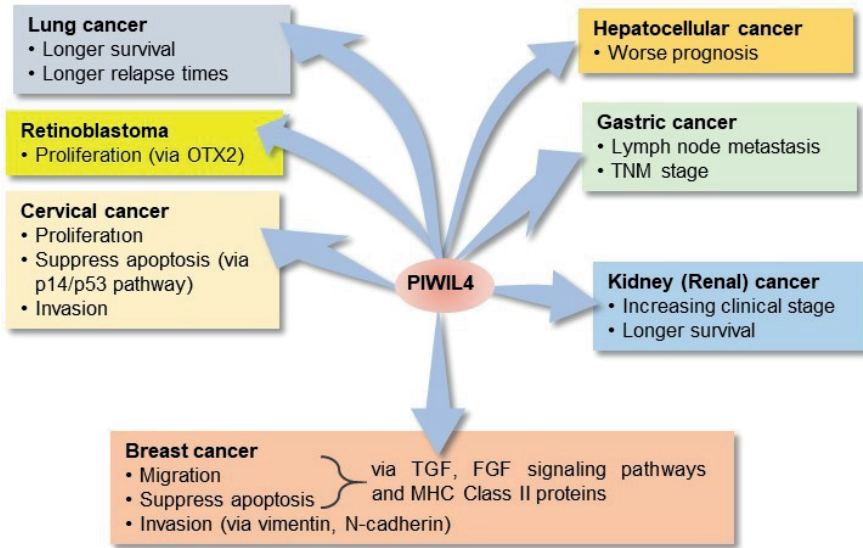 Lung cancer
• Longer survival
• Longer relapse times
Retinoblastoma
• Proliferation (via OTX2)
Cervical cancer
• Proliferation
• Suppress apoptosis (via
p14/p53 pathway)
• Invasion
Hepatocellular cancer
• Worse prognosis
Gastric cancer
• Lymph node metastasis
• TNM stage
PIWIL4
Kidney (Renal) cancer
• Increasing clinical stage
• Longer survival
Breast cancer
• Migration
• Suppress apoptosis
via TGF, FGF signaling pathways
and MHC Class II proteins
• Invasion (via vimentin, N-cadherin)